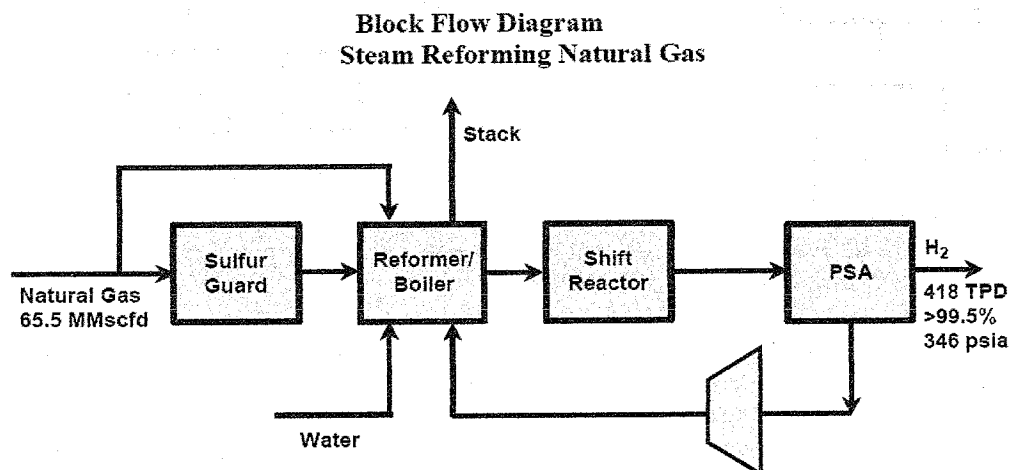 Block Flow Diagram
Steam Reforming Natural Gas
Stack
Sulfur
Guard
Reformer/
Boiler
Shift
Reactor
PSA
H₂
418 TPD
>99.5%
346 psia
Natural Gas
65.5 MMscfd
Water